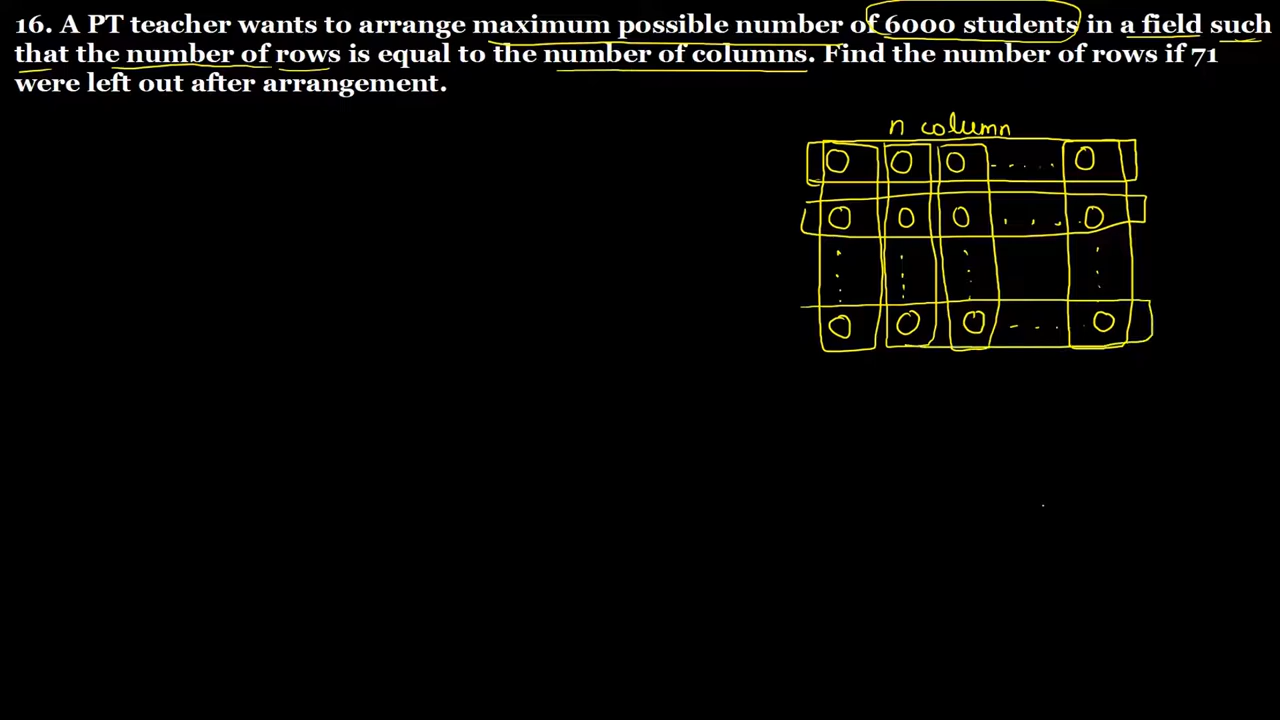 16. A PT teacher wants to arrange maximum possible number of 6000 students in a field such
that the number of rows is equal to the number of columns. Find the number of rows if 71
were left out after arrangement.
n column